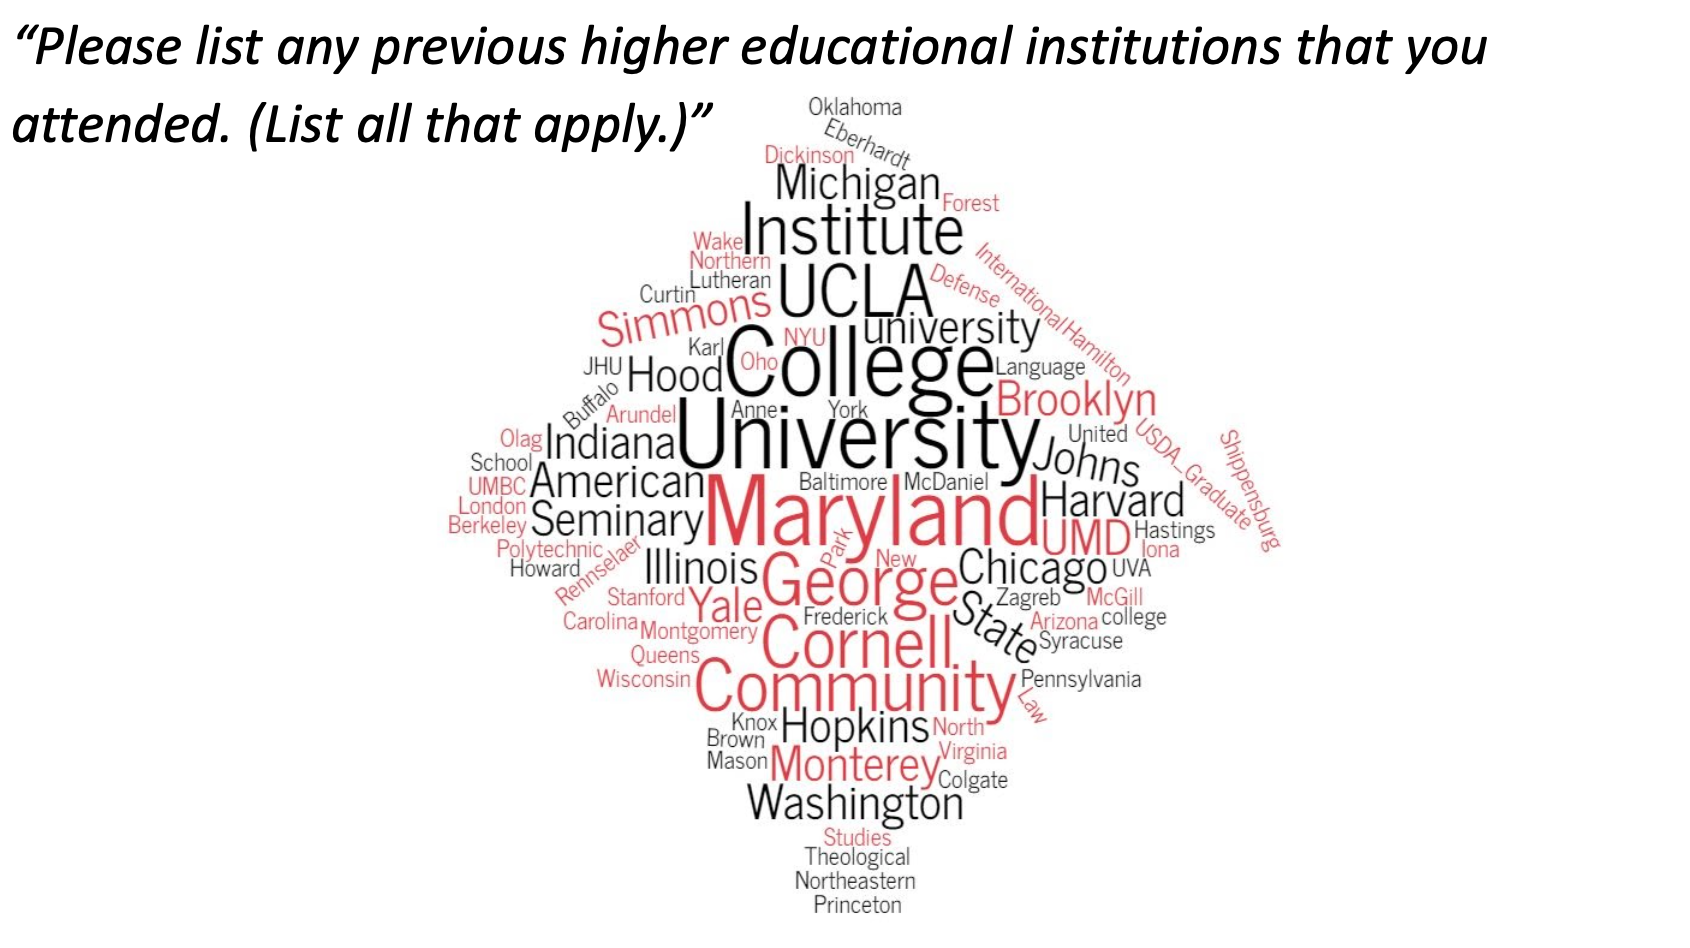 “Please list any previous higher educational institutions that you
attended. (List all that apply.)”
Oklahoma
Eberhardt
Dickinson
Michigan
Forest
Institute
Wake
Northern
International
Lutheran
UCLA
Defense
Curtin
Simmons
university
NYU
Hamilton
Karl
Oho
College
JHU
Hood
Language
Buffalo
Brooklyn
Arundel
Anne
York
University
United
USDA_Graduate
Shippensburg
Olag
Indiana
Johns
School
American
Baltimore
McDaniel
UMBC
Harvard
London
Seminary
Maryland
Berkeley
UMD
Hastings
Polytechnic
Park
Iona
Howard
Rennselaer
Illinois
New
George
Chicago
UVA
Stanford
Yale
Zagreb
McGill
Carolina
Frederick
State
Arizona
college
Montgomery
Cornell
Syracuse
Queens
Wisconsin
Community
Pennsylvania
Law
Knox
Hopkins
North
Brown
Virginia
Mason
Monterey
Colgate
Washington
Studies
Theological
Northeastern
Princeton